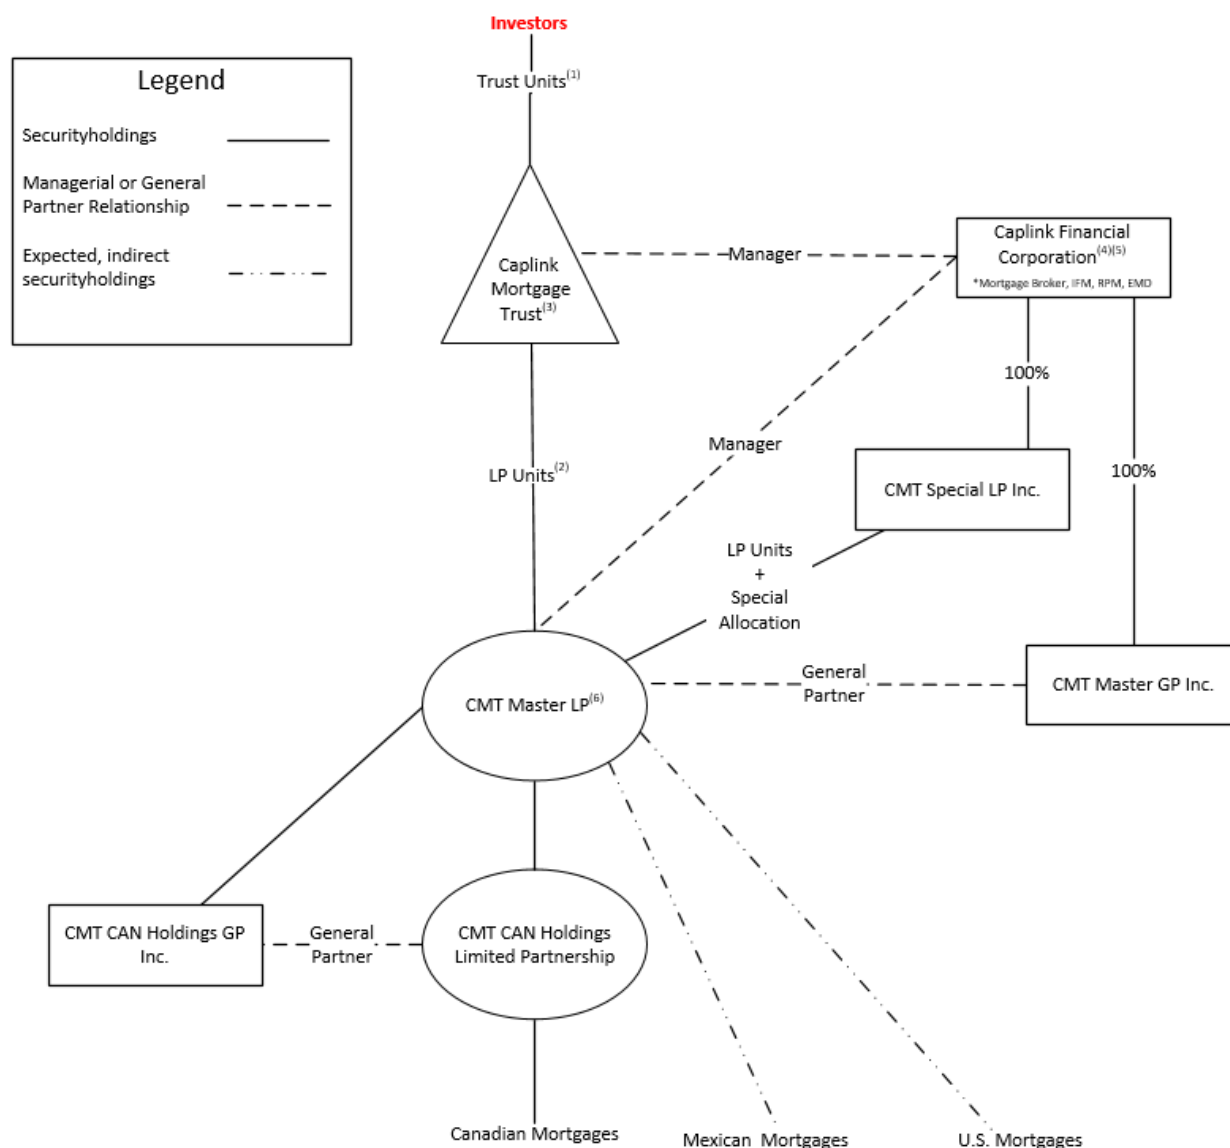 Investors
Trust Units(1)
Legend
Securityholdings
Managerial or General
Partner Relationship
Expected, indirect
securityholdings
Caplink
Mortgage
Trust(3)
Manager
Caplink Financial
Corporation(4)(5)
*Mortgage Broker, IFM, RPM, EMD
100%
100%
Manager
LP Units(2)
CMT Special LP Inc.
LP Units
+
Special
Allocation
CMT Master LP(6)
General
Partner
CMT Master GP Inc.
CMT CAN Holdings GP
Inc.
General
Partner
CMT CAN Holdings
Limited Partnership
Canadian Mortgages
Mexican Mortgages
U.S. Mortgages